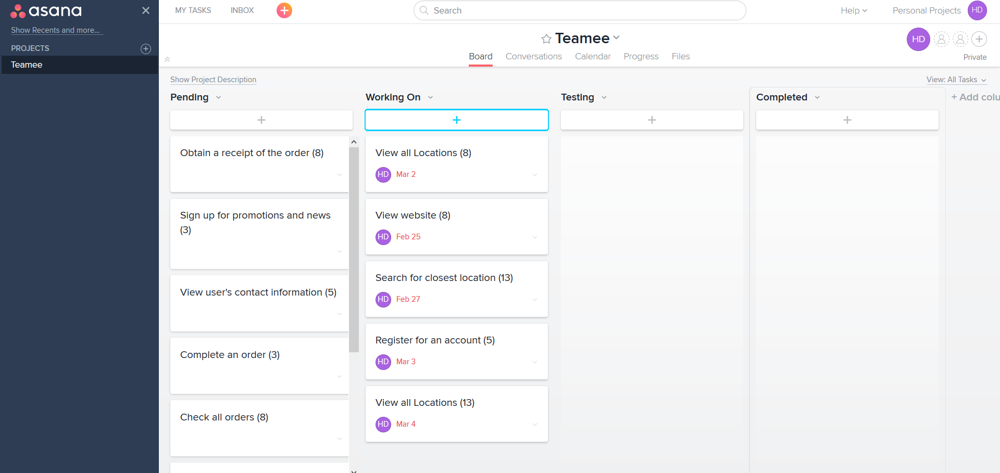 asana
MY TASKS
INBOX
Search
Help
Personal Projects
HD
Show Recents and more...
PROJECTS
Teamee
Teamee
HD
Board
Conversations
Calendar
Progress
Files
Private
Show Project Description
View: All Tasks
Pending
Working On
Testing
Completed
+ Add colu
Obtain a receipt of the order (8)
Sign up for promotions and news
(3)
View user's contact information (5)
Complete an order (3)
Check all orders (8)
View all Locations (8)
HD Mar 2
View website (8)
HD Feb 25
Search for closest location (13)
HD Feb 27
Register for an account (5)
HD Mar 3
View all Locations (13)
HD Mar 4